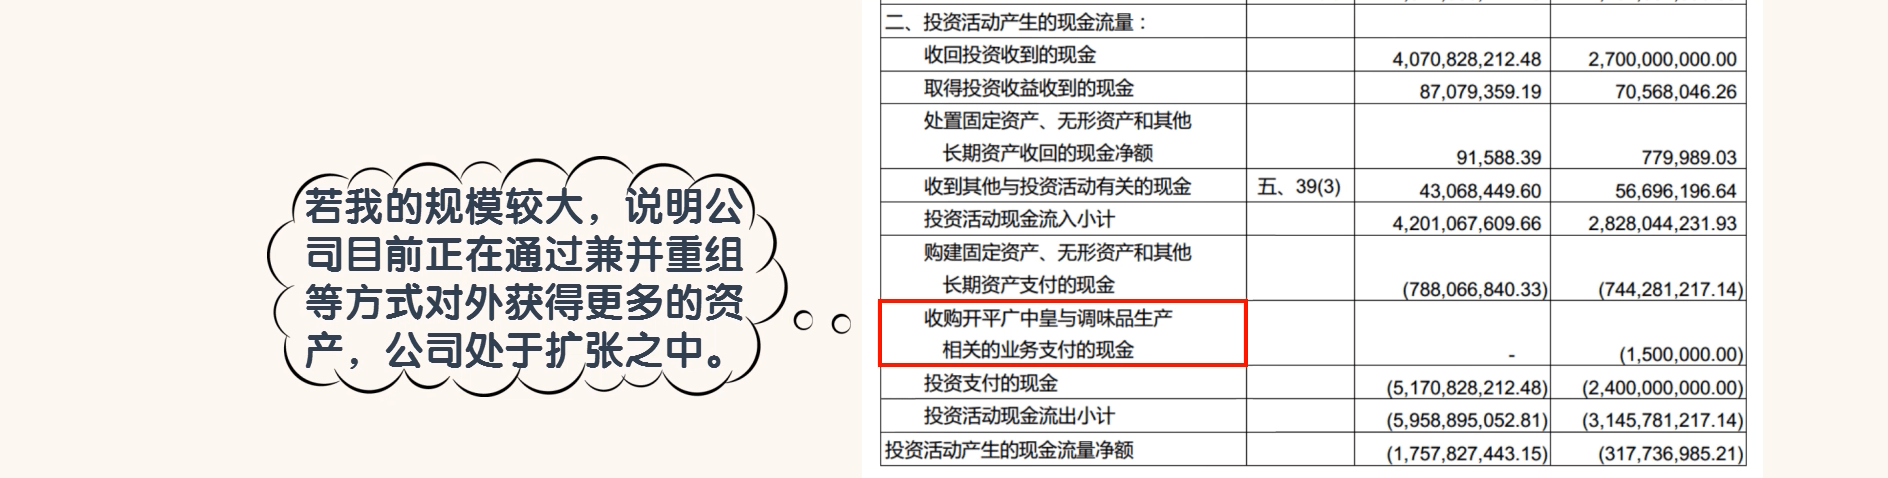 若我的规模较大，说明公
司目前正在通过兼并重组
等方式对外获得更多的资
产，公司处于扩张之中。
二、投资活动产生的现金流量：
收回投资收到的现金 4,070,828,212.48 2,700,000,000.00
取得投资收益收到的现金 87,079,359.19 70,568,046.26
处置固定资产、无形资产和其他
长期资产收回的现金净额 91,588.39 779,989.03
收到其他与投资活动有关的现金 五、39(3) 43,068,449.60 56,696,196.64
投资活动现金流入小计 4,201,067,609.66 2,828,044,231.93
购建固定资产、无形资产和其他
长期资产支付的现金 (788,066,840.33) (744,281,217.14)
收购开平广中皇与调味品生产
相关的业务支付的现金 - (1,500,000.00)
投资支付的现金 (5,170,828,212.48) (2,400,000,000.00)
投资活动现金流出小计 (5,958,895,052.81) (3,145,781,217.14)
投资活动产生的现金流量净额 (1,757,827,443.15) (317,736,985.21)